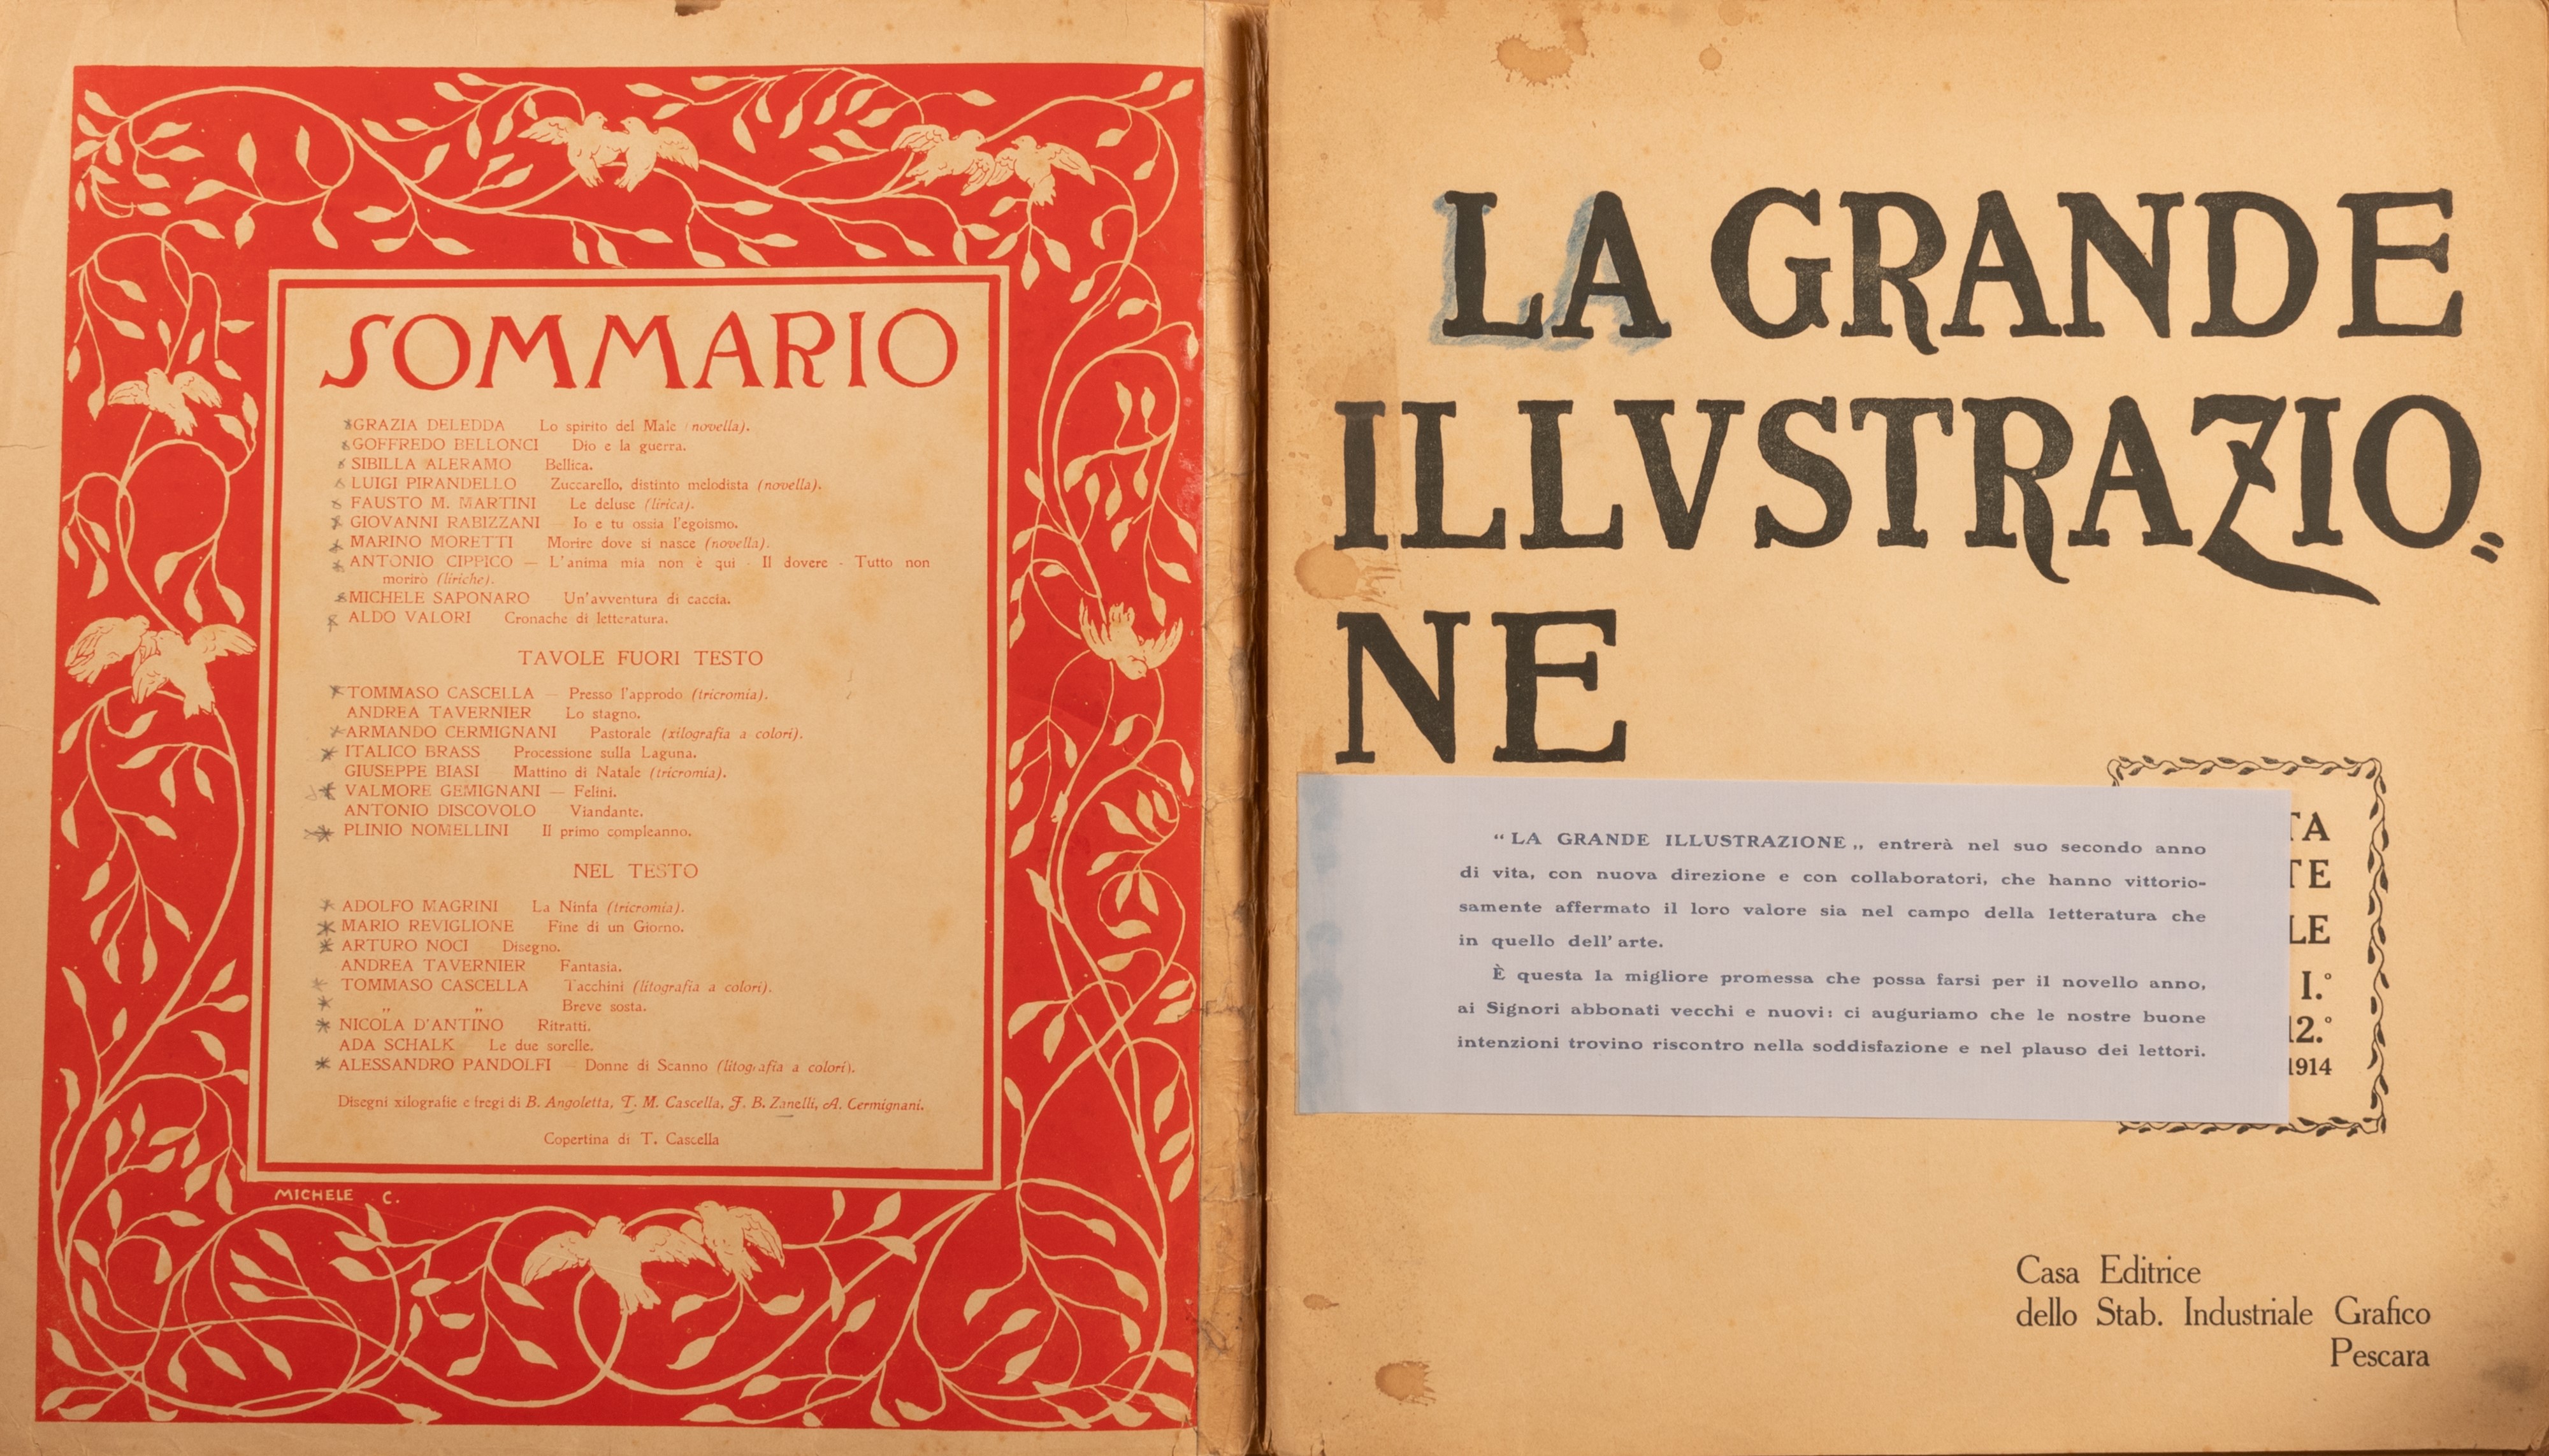 SOMMARIO
GRAZIA DELEDDA Lo spirito del Male (novella).
GOFFREDO BELLONCI Dio e la guerra.
SIBILLA ALERAMO Bellica.
LUIGI PIRANDELLO Zuccarello, distinto melodista (novella).
FAUSTO M. MARTINI Le deluse (lirica).
GIOVANNI RABIZZANI — Io e tu ossia l'egoismo.
MARINO MORETTI Morire dove si nasce (novella).
ANTONIO CIPPICO — L'anima mia non è qui - Il dovere - Tutto non
morirò (liriche).
MICHELE SAPONARO Un'avventura di caccia.
ALDO VALORI Cronache di letteratura.
TAVOLE FUORI TESTO
TOMMASO CASCELLA — Presso l'approdo (tricromia).
ANDREA TAVERNIER Lo stagno.
ARMANDO CERMIGNANI Pastorale (xilografia a colori).
ITALICO BRASS Processione sulla Laguna.
GIUSEPPE BIASI Mattino di Natale (tricromia).
VALMORE GEMIGNANI — Felini.
ANTONIO DISCOVOLO Viandante.
PLINIO NOMELLINI Il primo compleanno.
NEL TESTO
ADOLFO MAGRINI La Ninfa (tricromia).
MARIO REVIGLIONE Fine di un Giorno.
ARTURO NOCI Disegno.
ANDREA TAVERNIER Fantasia.
TOMMASO CASCELLA Tacchini (litografia a colori).
„ „ Breve sosta.
NICOLA D'ANTINO Ritratti.
ADA SCHALK Le due sorelle.
ALESSANDRO PANDOLFI — Donne di Scanno (litografia a colori).
Disegni xilografie e fregi di B. Angoletta, T. M. Cascella, F. B. Zanelli, A. Cermignani.
Copertina di T. Cascella
MICHELE C.
LA GRANDE
ILLVSTRAZIO=
NE
“ LA GRANDE ILLUSTRAZIONE „ entrerà nel suo secondo anno
di vita, con nuova direzione e con collaboratori, che hanno vittorio-
samente affermato il loro valore sia nel campo della letteratura che
in quello dell' arte.
È questa la migliore promessa che possa farsi per il novello anno,
ai Signori abbonati vecchi e nuovi: ci auguriamo che le nostre buone
intenzioni trovino riscontro nella soddisfazione e nel plauso dei lettori.
TA
TE
LE
I.°
12.°
1914
Casa Editrice
dello Stab. Industriale Grafico
Pescara